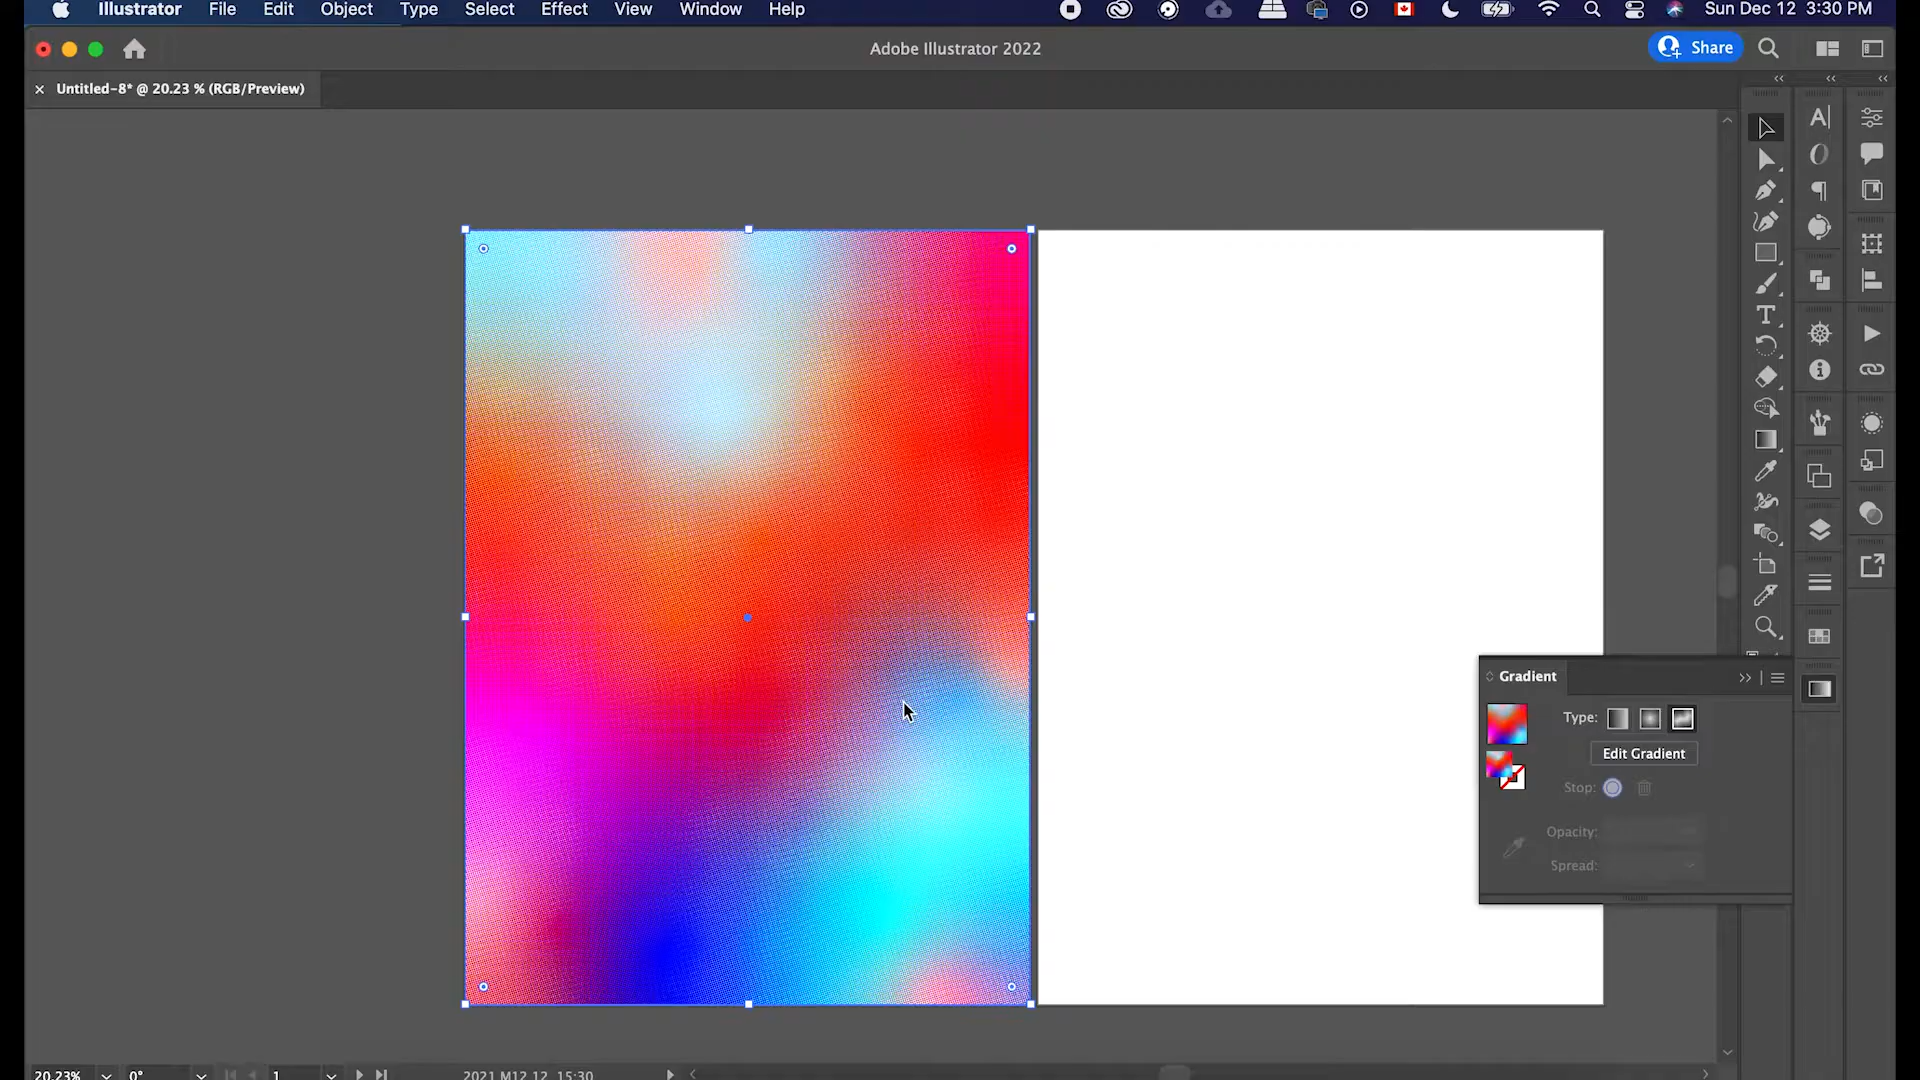 Illustrator File Edit Object Type Select Effect View Window Help Sun Dec 12 3:30 PM
Adobe Illustrator 2022
Share
Untitled-8* @ 20.23 % (RGB/Preview)
Gradient
Type:
Edit Gradient
Stop:
Opacity:
Spread:
20.23% 0° 1 2021 M12 12, 15:30